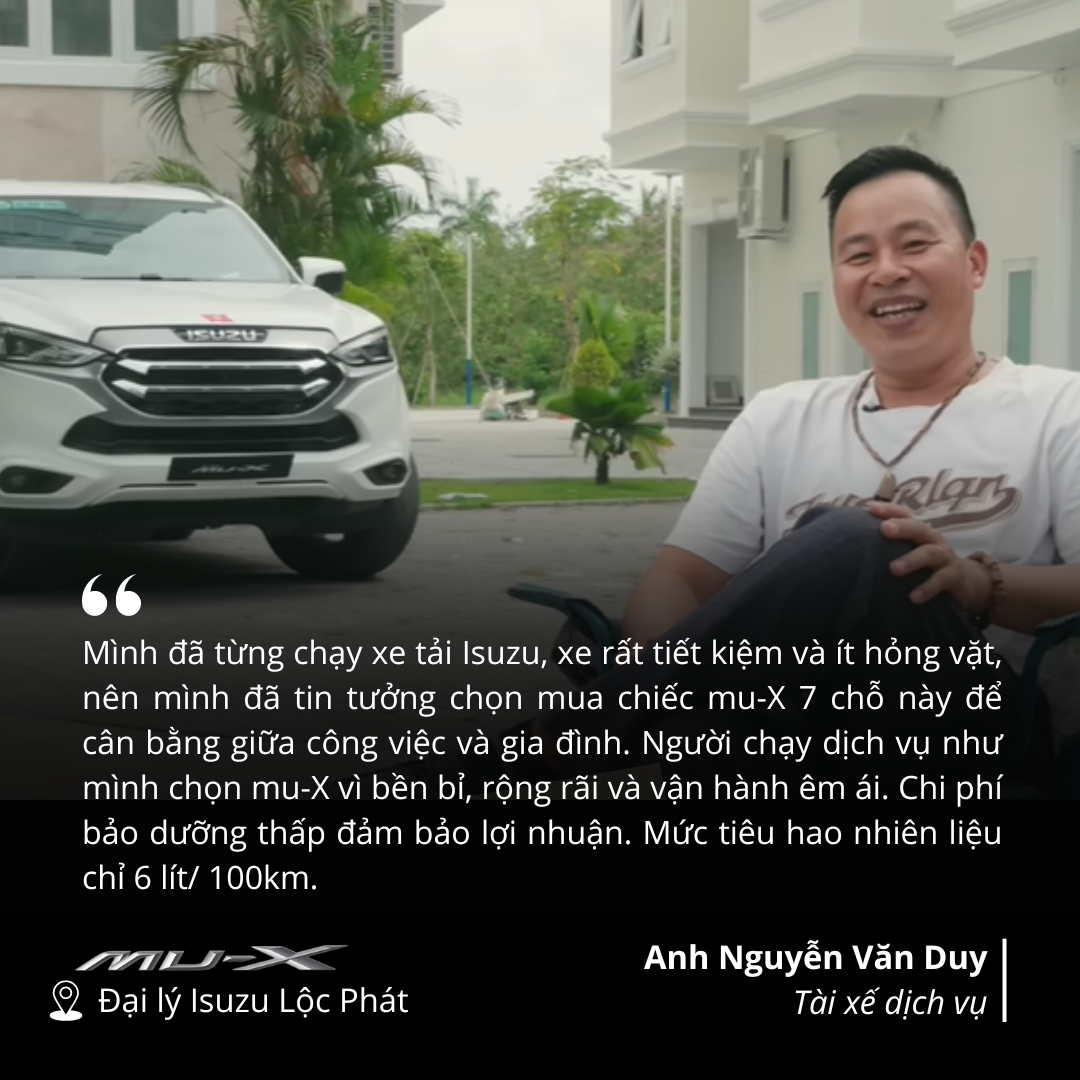 ISUZU
mu-X
“
Mình đã từng chạy xe tải Isuzu, xe rất tiết kiệm và ít hỏng vặt,
nên mình đã tin tưởng chọn mua chiếc mu-X 7 chỗ này để
cân bằng giữa công việc và gia đình. Người chạy dịch vụ như
mình chọn mu-X vì bền bỉ, rộng rãi và vận hành êm ái. Chi phí
bảo dưỡng thấp đảm bảo lợi nhuận. Mức tiêu hao nhiên liệu
chỉ 6 lít/ 100km.
mu-X
Đại lý Isuzu Lộc Phát
Anh Nguyễn Văn Duy
Tài xế dịch vụ